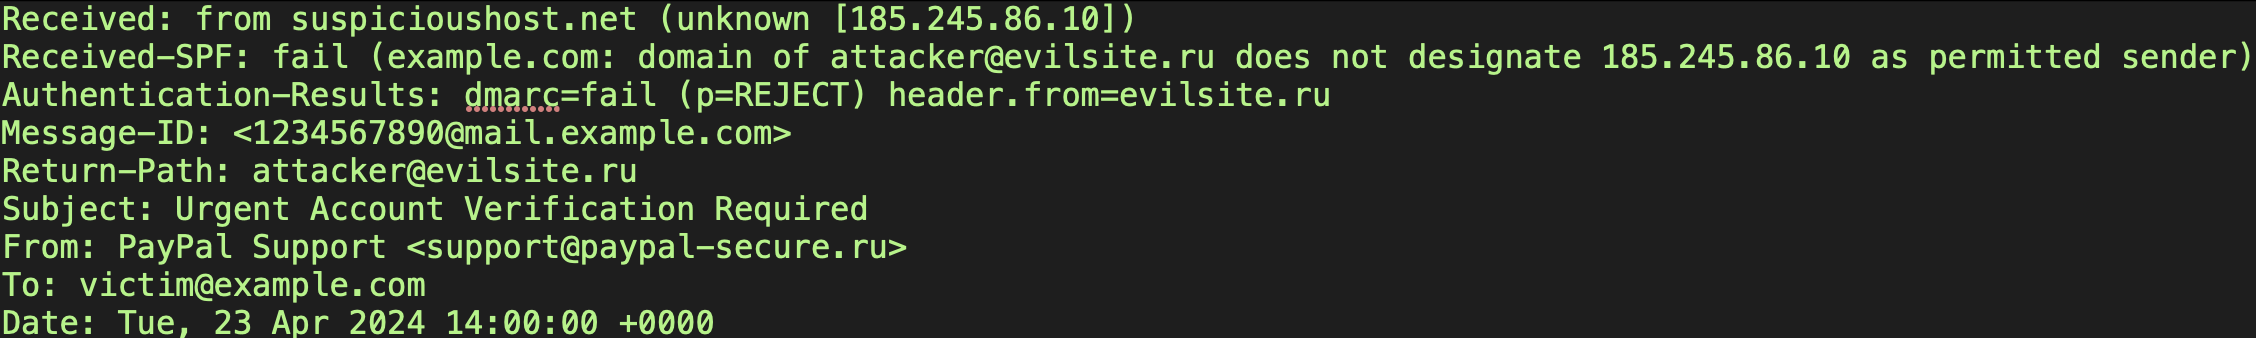 Received: from suspicioushost.net (unknown [185.245.86.10])
Received-SPF: fail (example.com: domain of attacker@evilsite.ru does not designate 185.245.86.10 as permitted sender)
Authentication-Results: dmarc=fail (p=REJECT) header.from=evilsite.ru
Message-ID: <1234567890@mail.example.com>
Return-Path: attacker@evilsite.ru
Subject: Urgent Account Verification Required
From: PayPal Support <support@paypal-secure.ru>
To: victim@example.com
Date: Tue, 23 Apr 2024 14:00:00 +0000